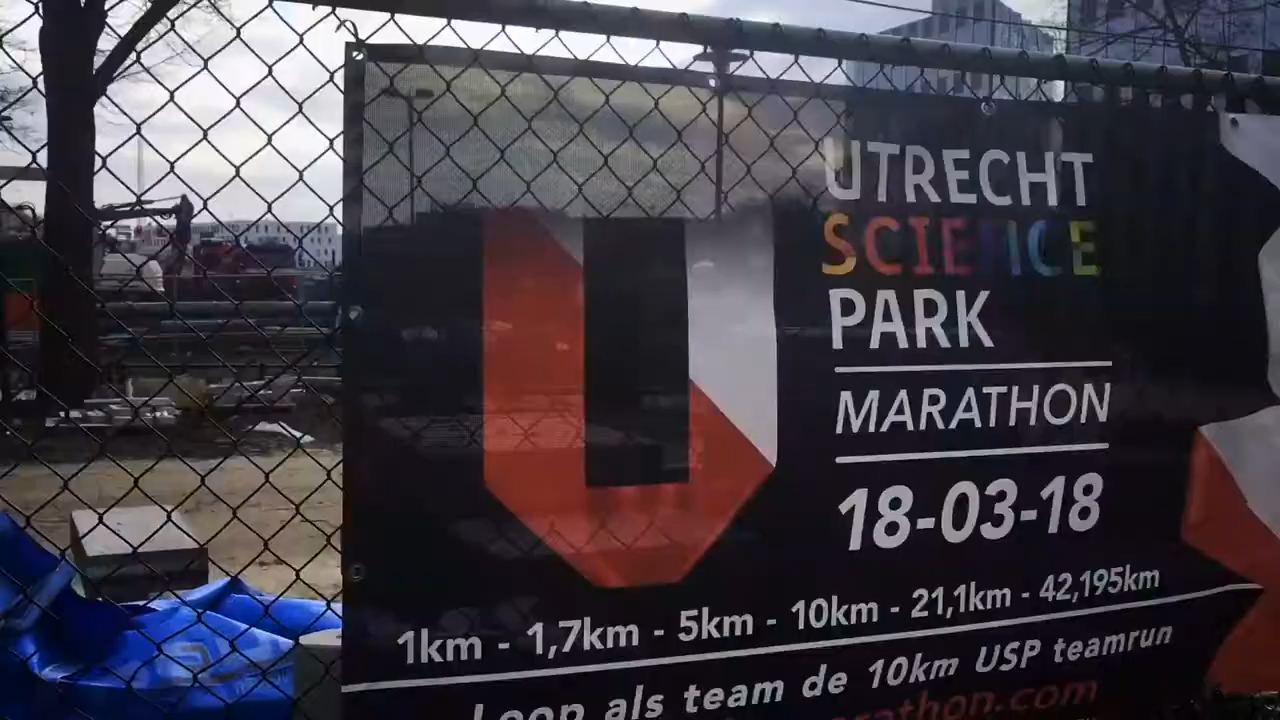 U
UTRECHT
SCIENCE
PARK
MARATHON
18-03-18
1km - 1,7km - 5km - 10km - 21,1km - 42,195km
Loop als team de 10km USP teamrun